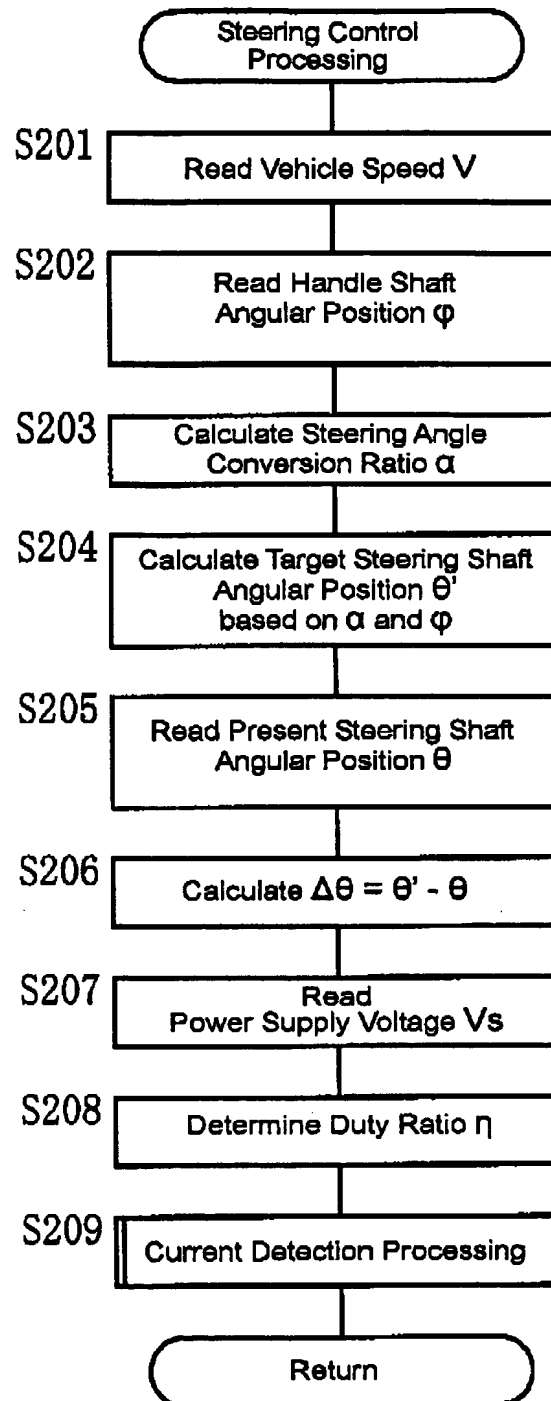 Steering Control
Processing
S201
Read Vehicle Speed V
S202
Read Handle Shaft
Angular Position φ
S203
Calculate Steering Angle
Conversion Ratio α
S204
Calculate Target Steering Shaft
Angular Position θ'
based on α and φ
S205
Read Present Steering Shaft
Angular Position θ
S206
Calculate Δθ = θ' - θ
S207
Read
Power Supply Voltage Vs
S208
Determine Duty Ratio η
S209
Current Detection Processing
Return